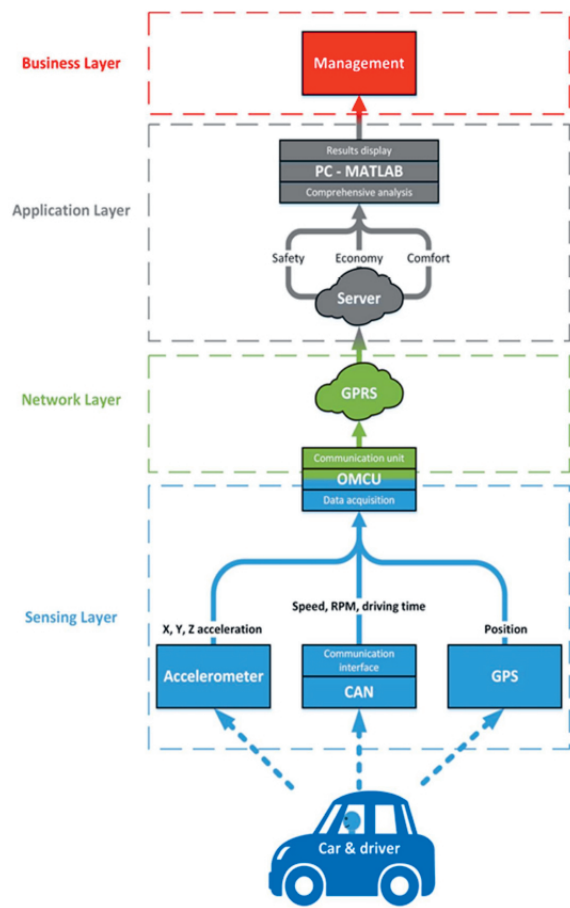 Business Layer
Management
Application Layer
Results display
PC - MATLAB
Comprehensive analysis
Safety
Economy
Comfort
Server
Network Layer
GPRS
Communication unit
OMCU
Data acquisition
Sensing Layer
X, Y, Z acceleration
Speed, RPM, driving time
Position
Accelerometer
Communication
interface
CAN
GPS
Car & driver